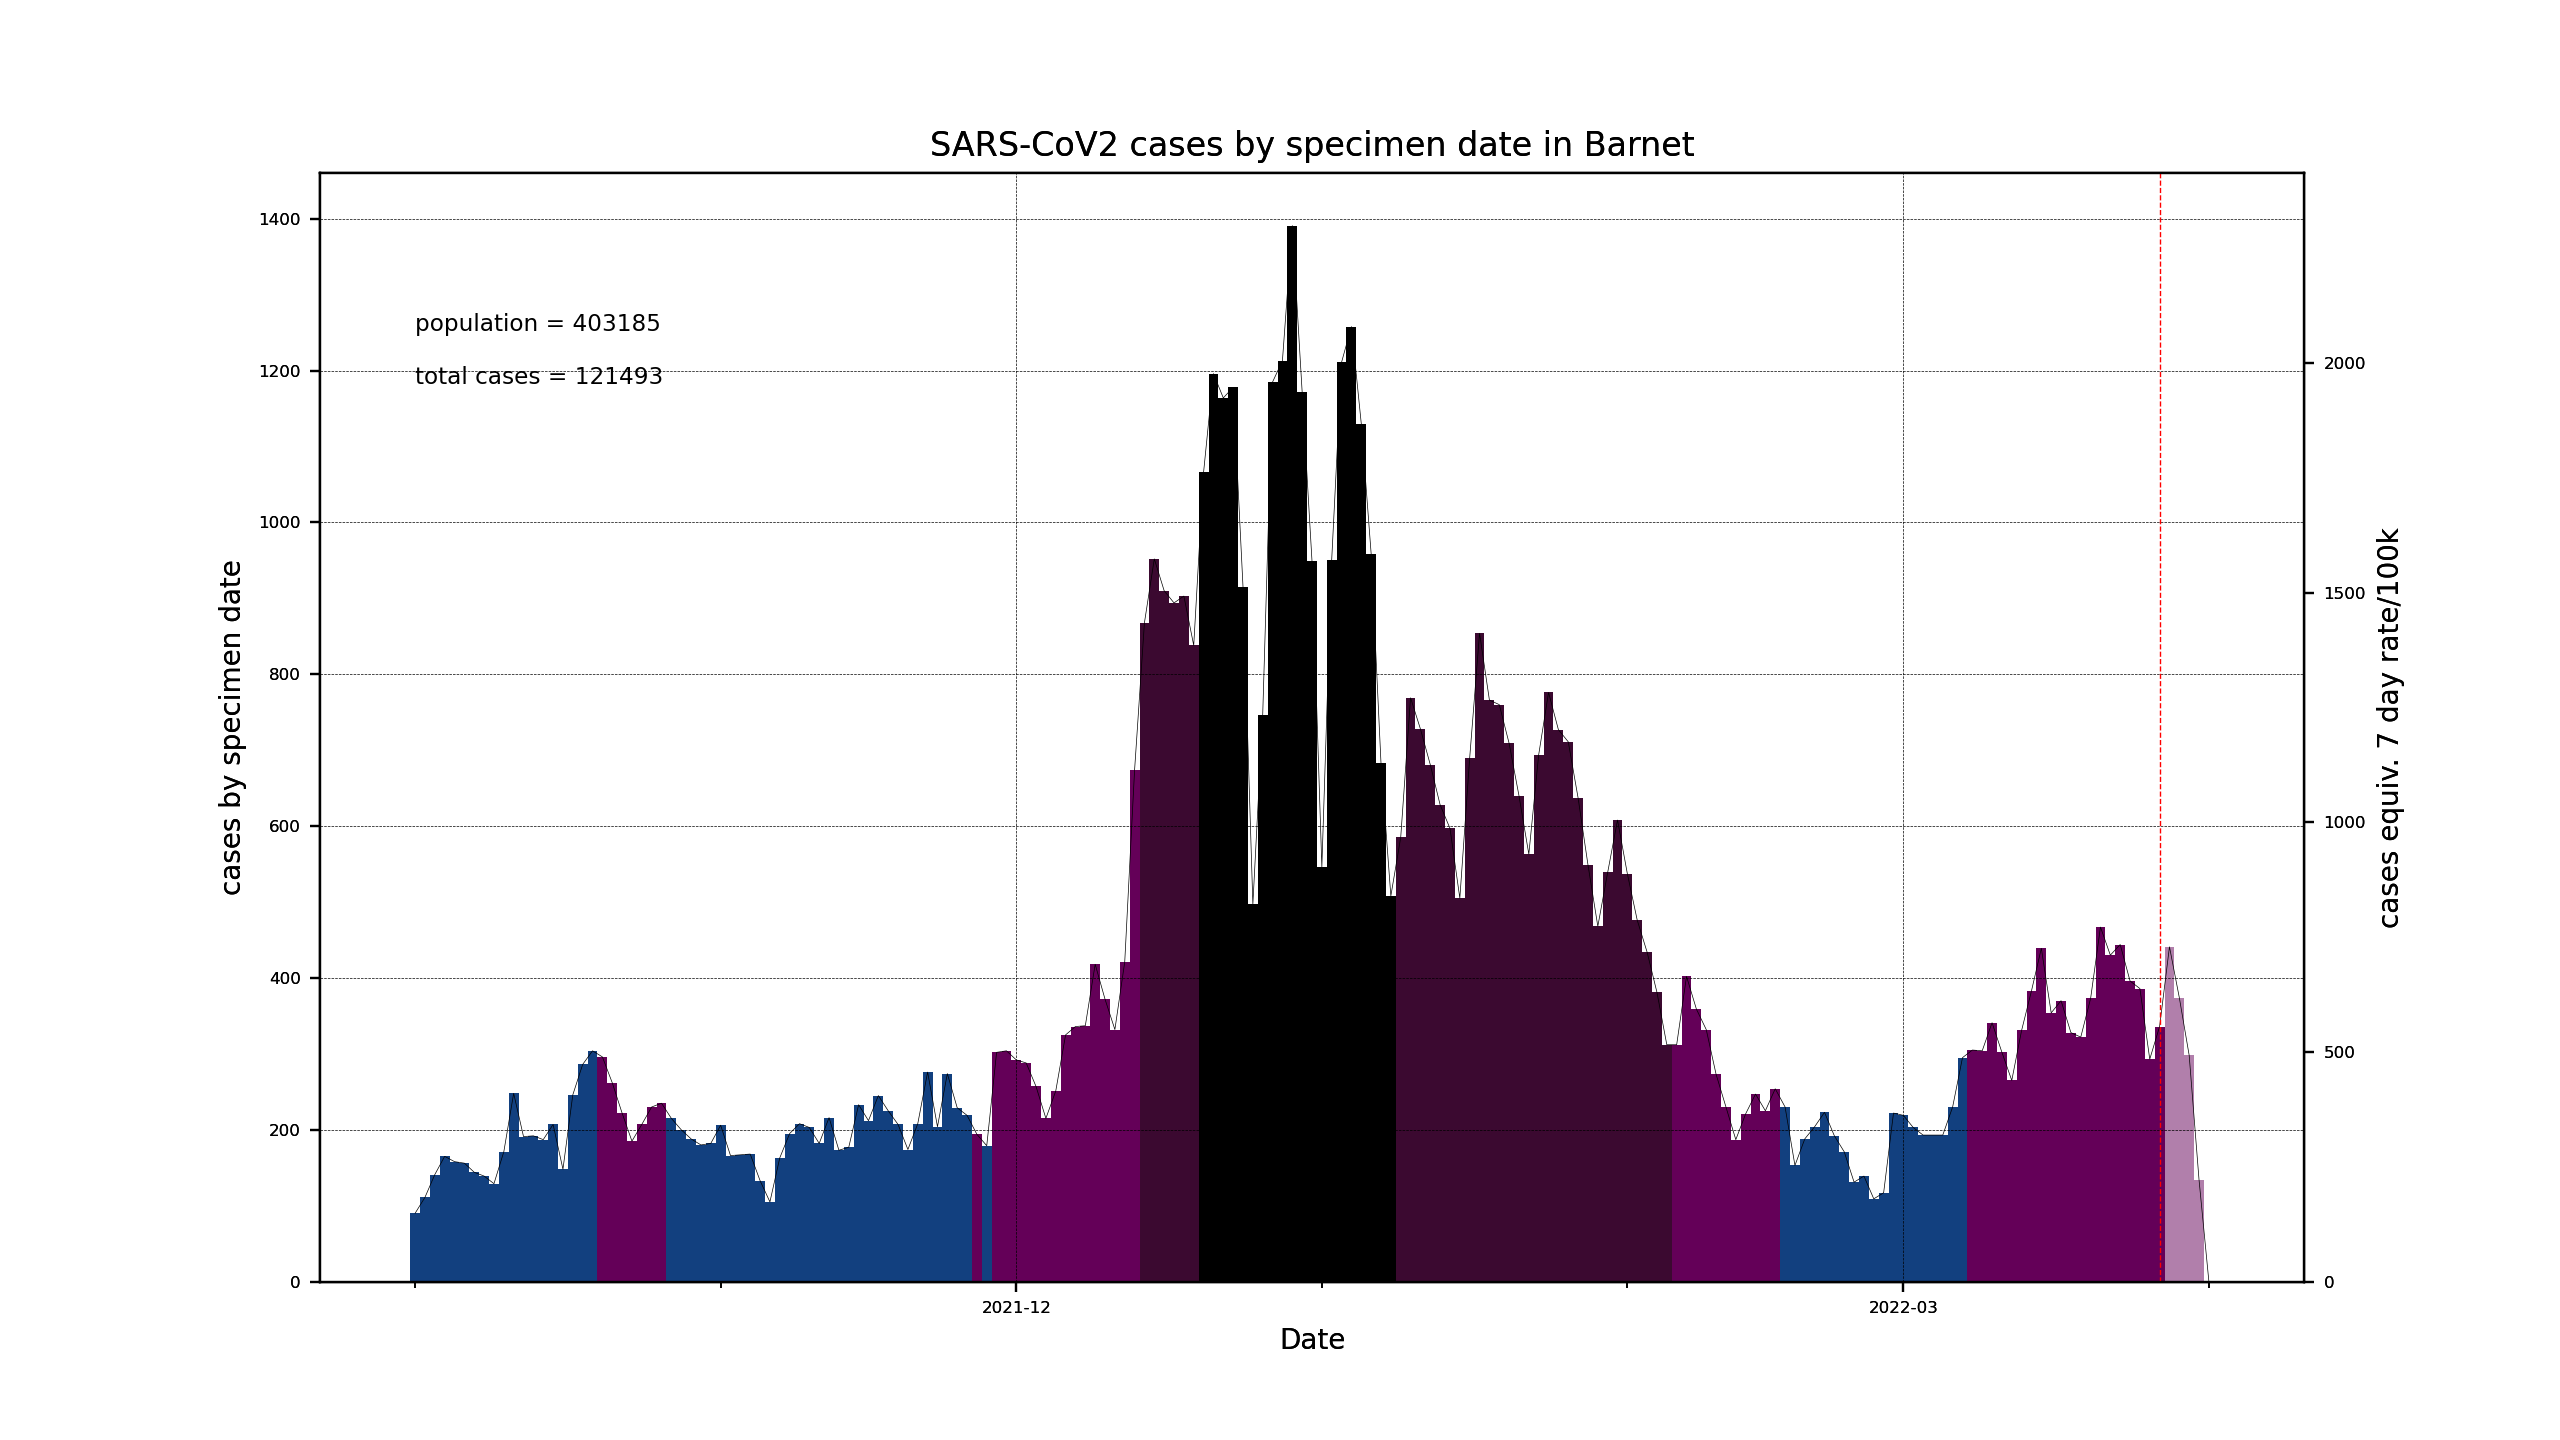 SARS-CoV2 cases by specimen date in Barnet
population = 403185
total cases = 121493
cases by specimen date
1400
1200
1000
800
600
400
200
0
2000
1500
1000
500
0
cases equiv. 7 day rate/100k
2021-12
2022-03
Date